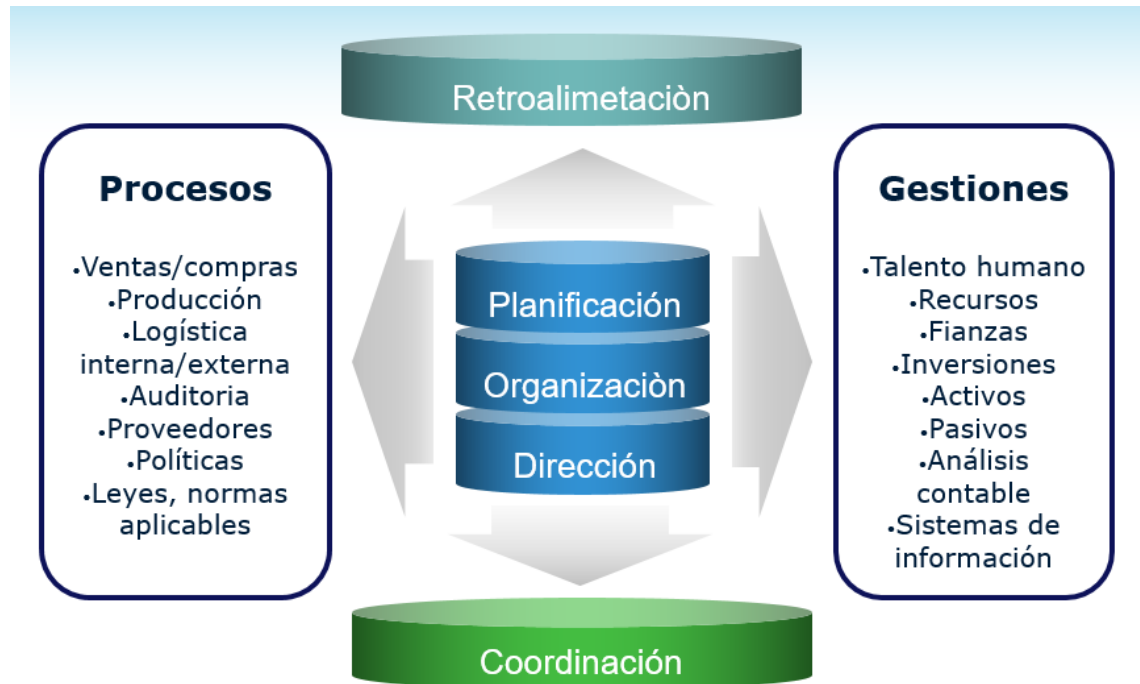 Retroalimetaciòn
Procesos
•Ventas/compras
•Producción
•Logística
interna/externa
•Auditoria
•Proveedores
•Políticas
•Leyes, normas
aplicables
Planificación
Organizaciòn
Dirección
Gestiones
•Talento humano
•Recursos
•Fianzas
•Inversiones
•Activos
•Pasivos
•Análisis
contable
•Sistemas de
información
Coordinación